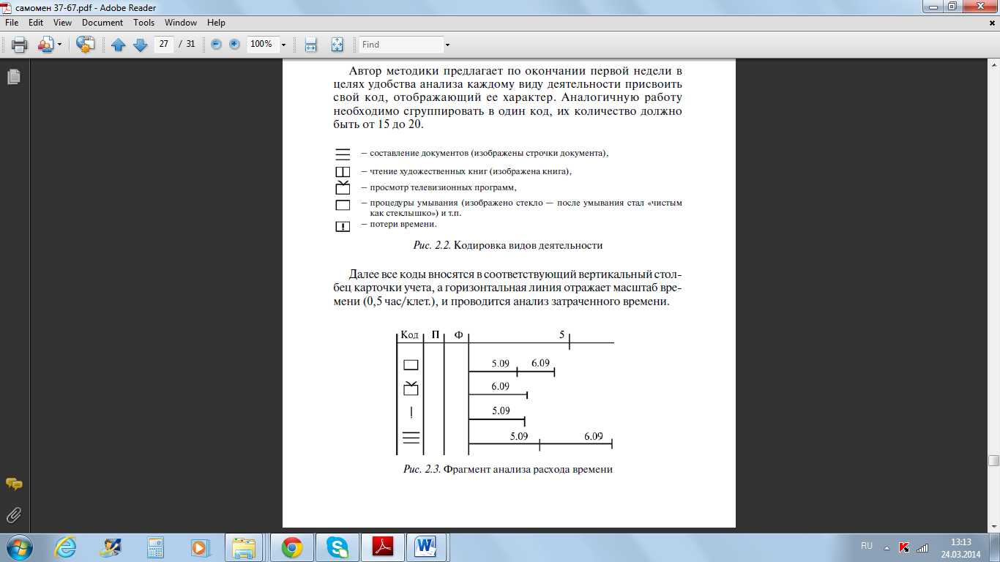 самомен 37-67.pdf - Adobe Reader
File Edit View Document Tools Window Help
27 / 31 100% Find
Автор методики предлагает по окончании первой недели в
целях удобства анализа каждому виду деятельности присвоить
свой код, отображающий ее характер. Аналогичную работу
необходимо сгруппировать в один код, их количество должно
быть от 15 до 20.
– составление документов (изображены строчки документа),
– чтение художественных книг (изображена книга),
– просмотр телевизионных программ,
– процедуры умывания (изображено стекло — после умывания стал «чистым
как стеклышко») и т.п.
! – потери времени.
Рис. 2.2. Кодировка видов деятельности
Далее все коды вносятся в соответствующий вертикальный стол-
бец карточки учета, а горизонтальная линия отражает масштаб вре-
мени (0,5 час/клет.), и проводится анализ затраченного времени.
Код П Ф 5
5.09 6.09
6.09
! 5.09
5.09 6.09
Рис. 2.3. Фрагмент анализа расхода времени
RU 13:13
24.03.2014